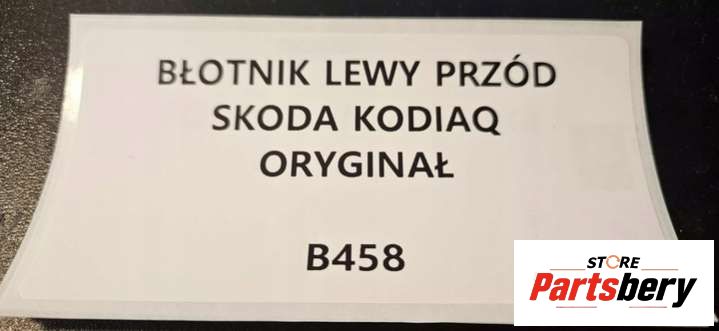 BŁOTNIK LEWY PRZÓD
SKODA KODIAQ
ORYGINAŁ
B458
STORE
Partsbery